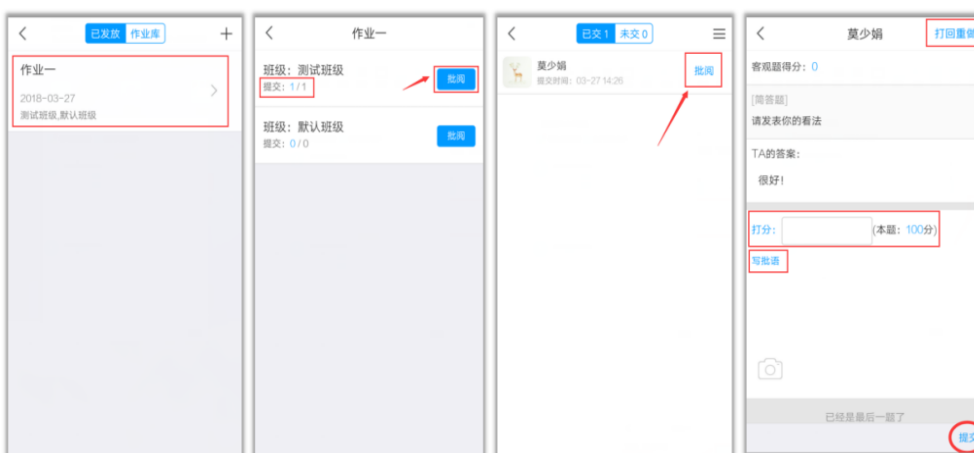 已发放 作业库
作业一
2018-03-27
测试班级,默认班级
作业一
班级：测试班级
提交：1/1
批阅
班级：默认班级
提交：0/0
批阅
已交 1 未交 0
莫少娟
提交时间：03-27 14:26
批阅
莫少娟
打回重做
客观题得分：0
[简答题]
请发表你的看法
TA的答案：
很好！
打分：
(本题：100分)
写批语
已经是最后一题了
提交